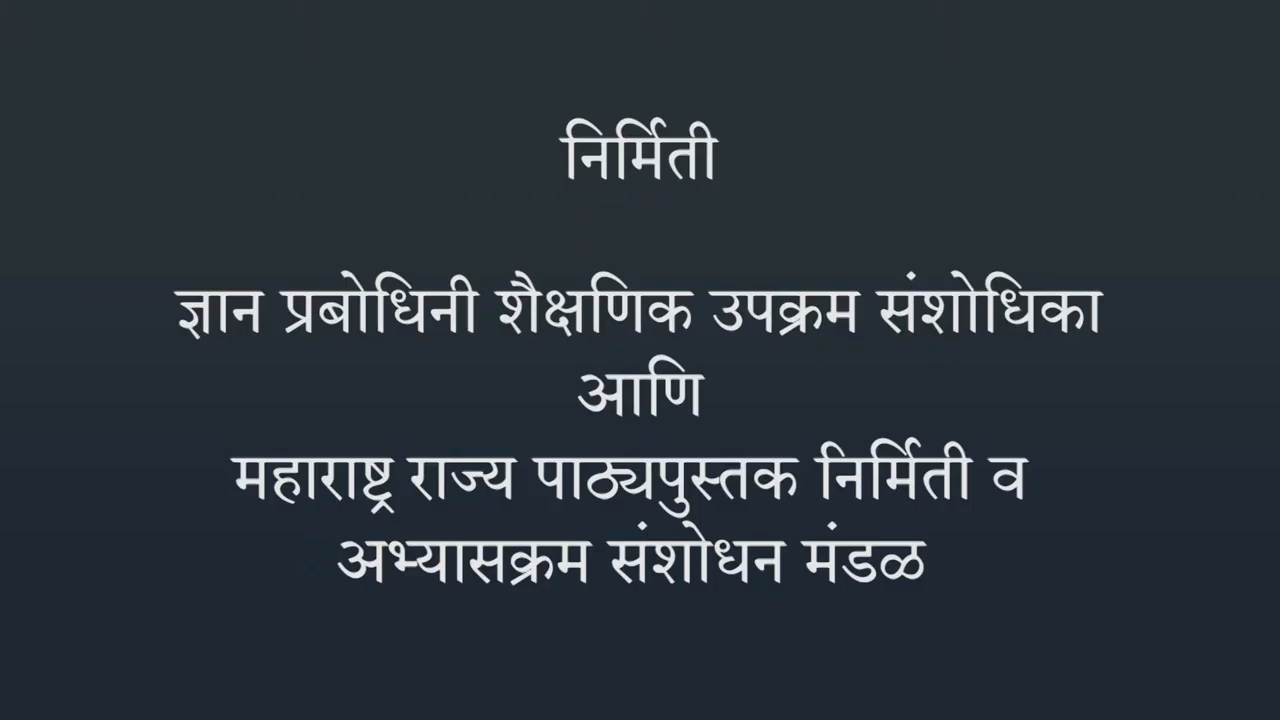 निर्मिती
ज्ञान प्रबोधिनी शैक्षणिक उपक्रम संशोधिका
आणि
महाराष्ट्र राज्य पाठ्यपुस्तक निर्मिती व
अभ्यासक्रम संशोधन मंडळ